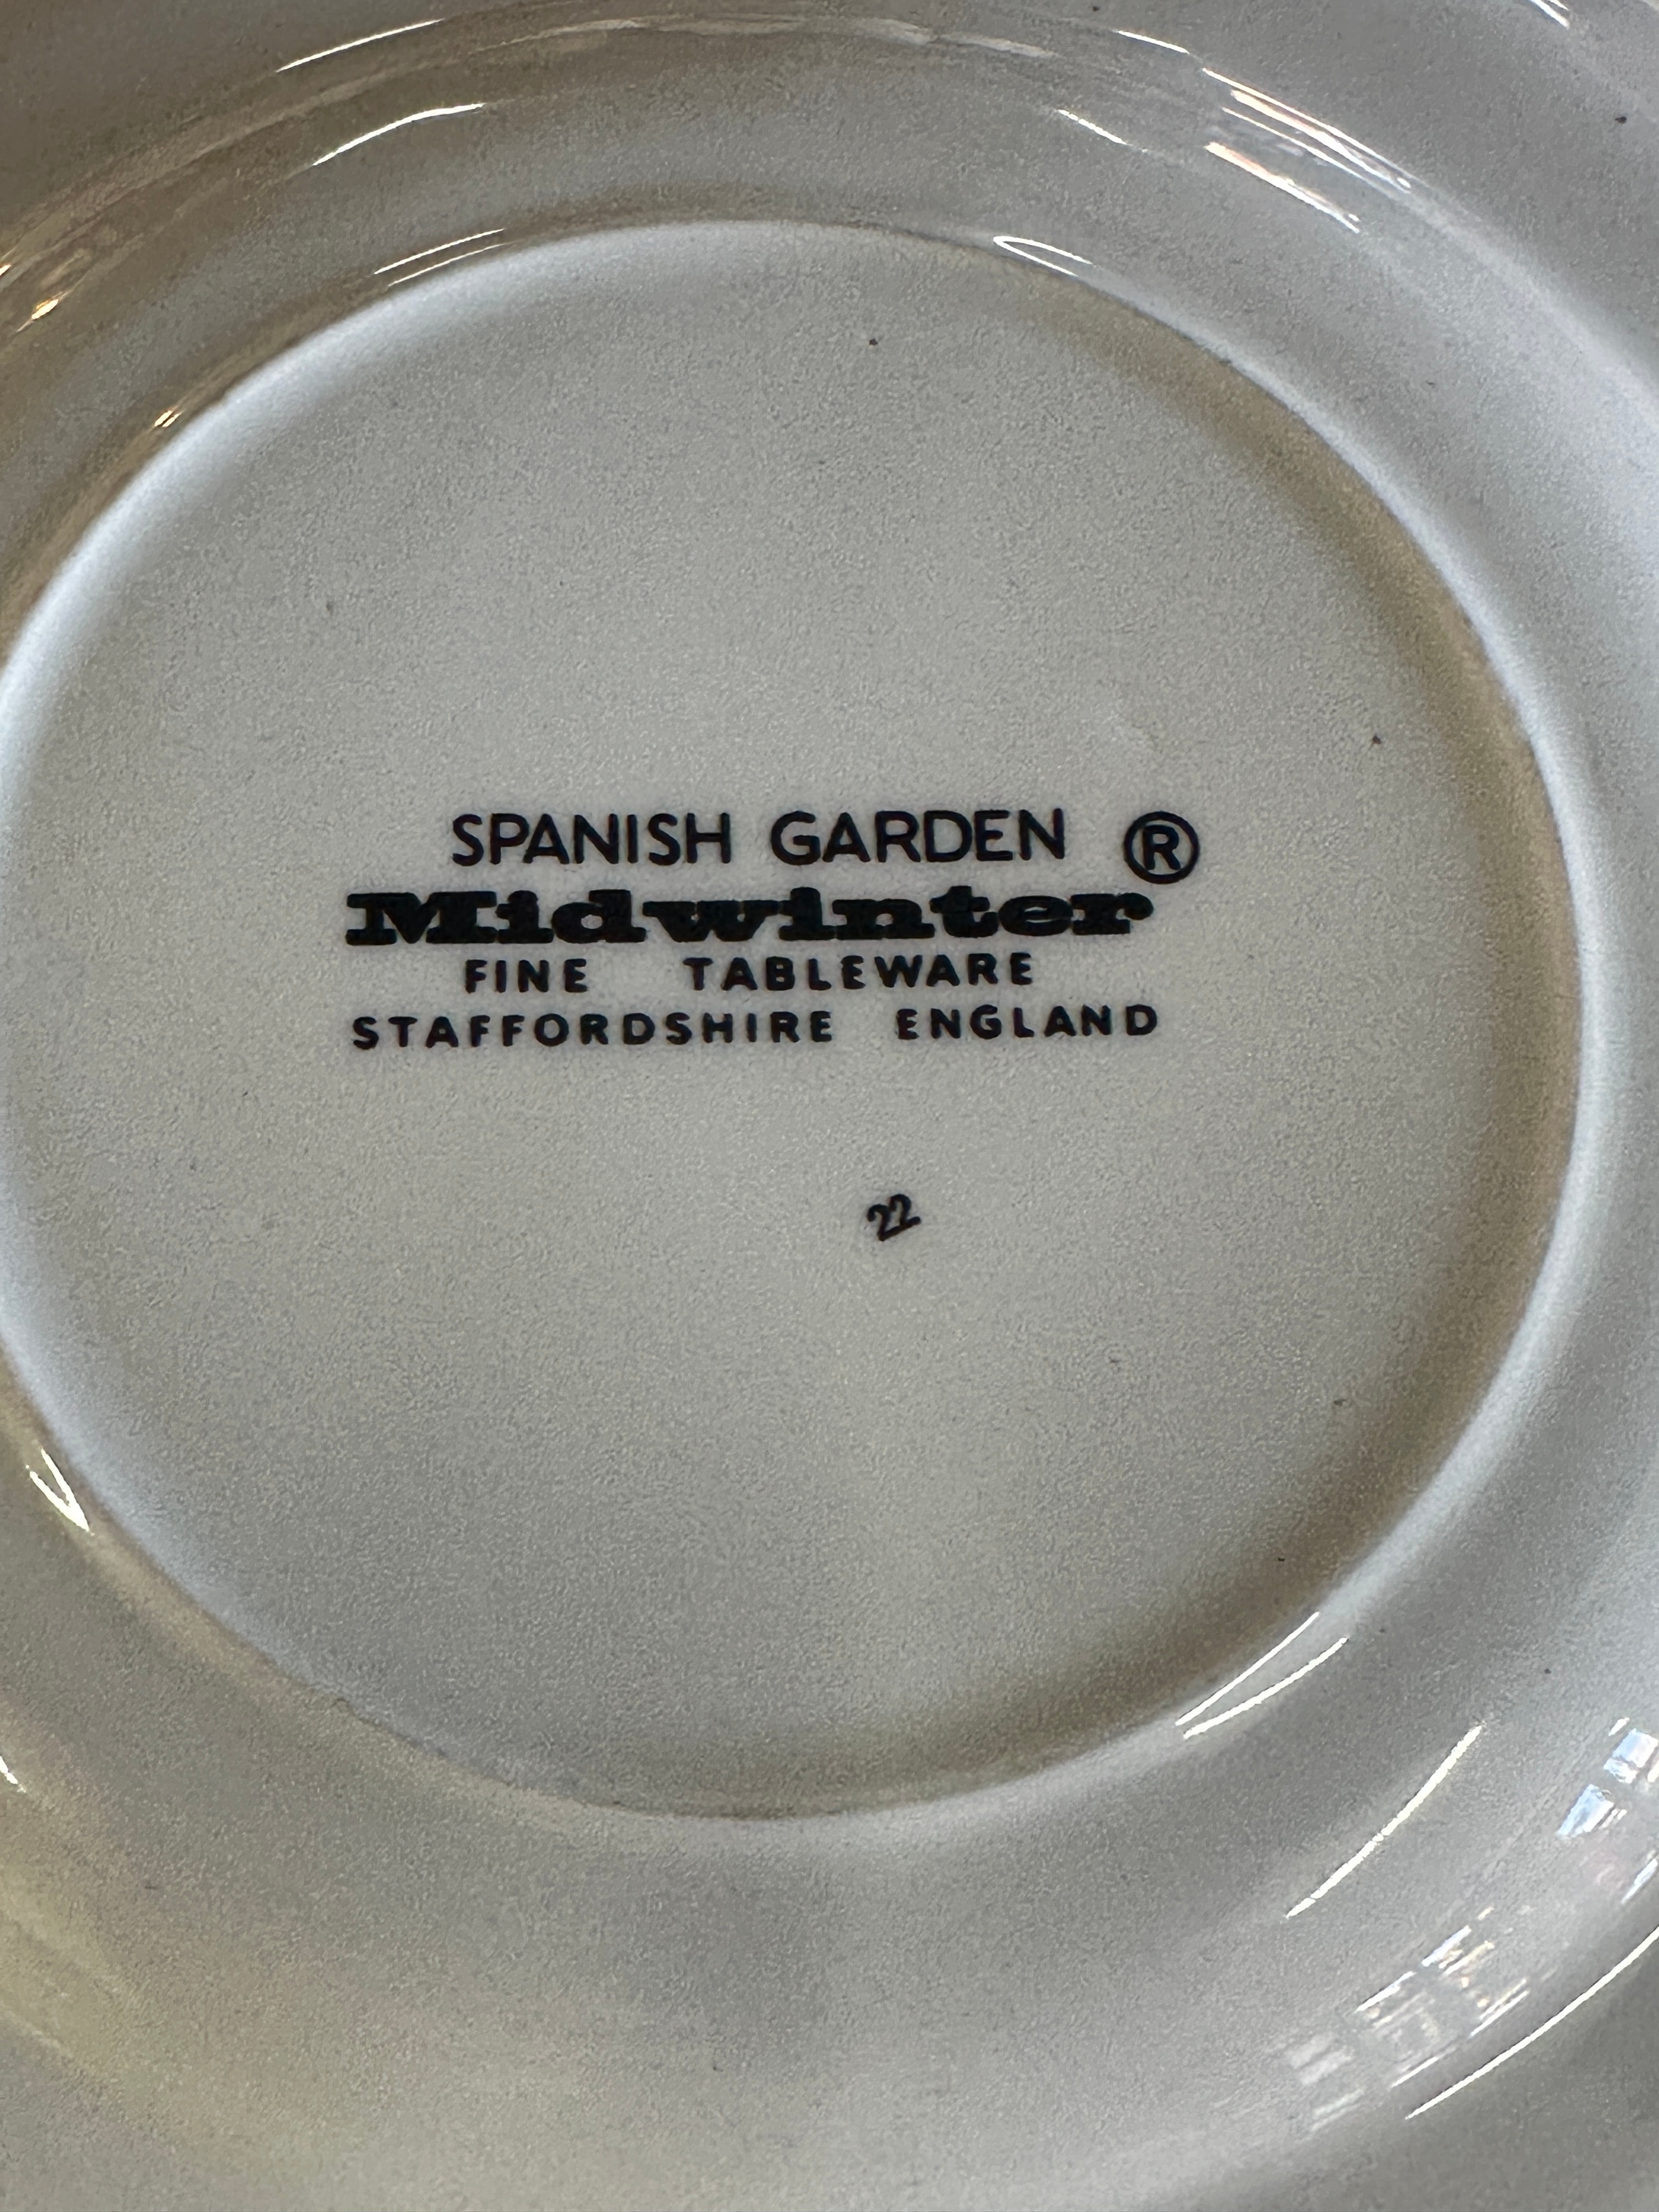 SPANISH GARDEN ®
Midwinter
FINE TABLEWARE
STAFFORDSHIRE ENGLAND
22